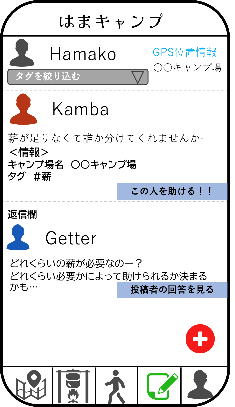 はまキャンプ
Hamako
GPS位置情報
〇〇キャンプ場
タグを絞り込む
Kamba
薪が足りなくて誰か分けてくれませんか…
＜情報＞
キャンプ場名 〇〇キャンプ場
タグ #薪
この人を助ける！！
返信欄
Getter
どれくらいの薪が必要なのー？
どれくらい必要かによって助けられるか決まる
かも…
投稿者の回答を見る